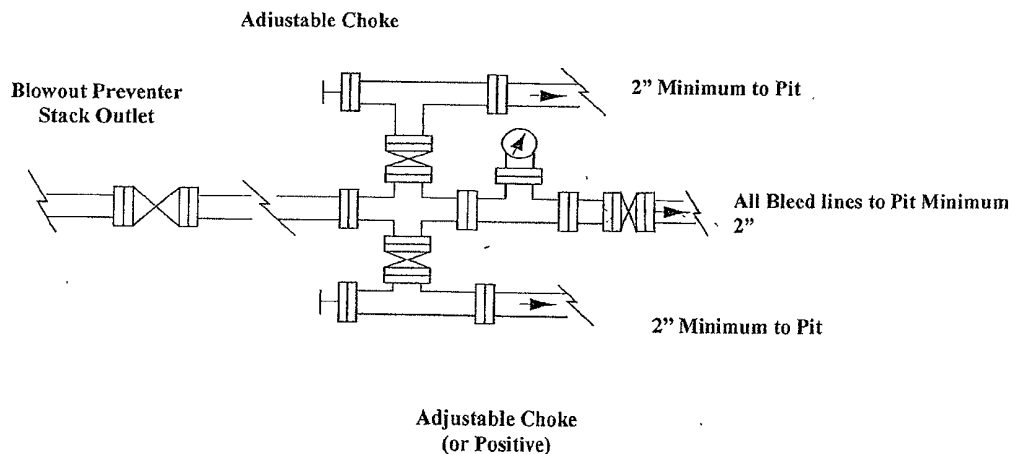 Adjustable Choke
Blowout Preventer
Stack Outlet
2” Minimum to Pit
All Bleed lines to Pit Minimum
2”
2” Minimum to Pit
Adjustable Choke
(or Positive)